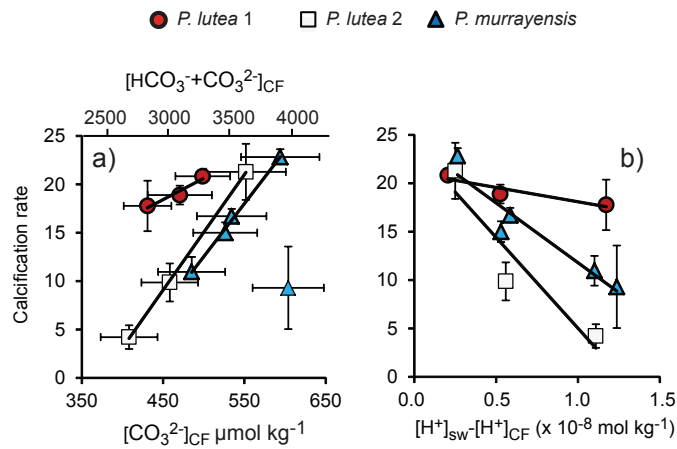 P. lutea 1 P. lutea 2 P. murrayensis
[HCO₃⁻+CO₃²⁻]CF
2500 3000 3500 4000
25 a) 25 b)
20 20
15 15
10 10
5 5
0 0
Calcification rate
350 450 550 650 0.0 0.5 1.0 1.5
[CO₃²⁻]CF µmol kg⁻¹ [H⁺]sw-[H⁺]CF (x 10⁻⁸ mol kg⁻¹)